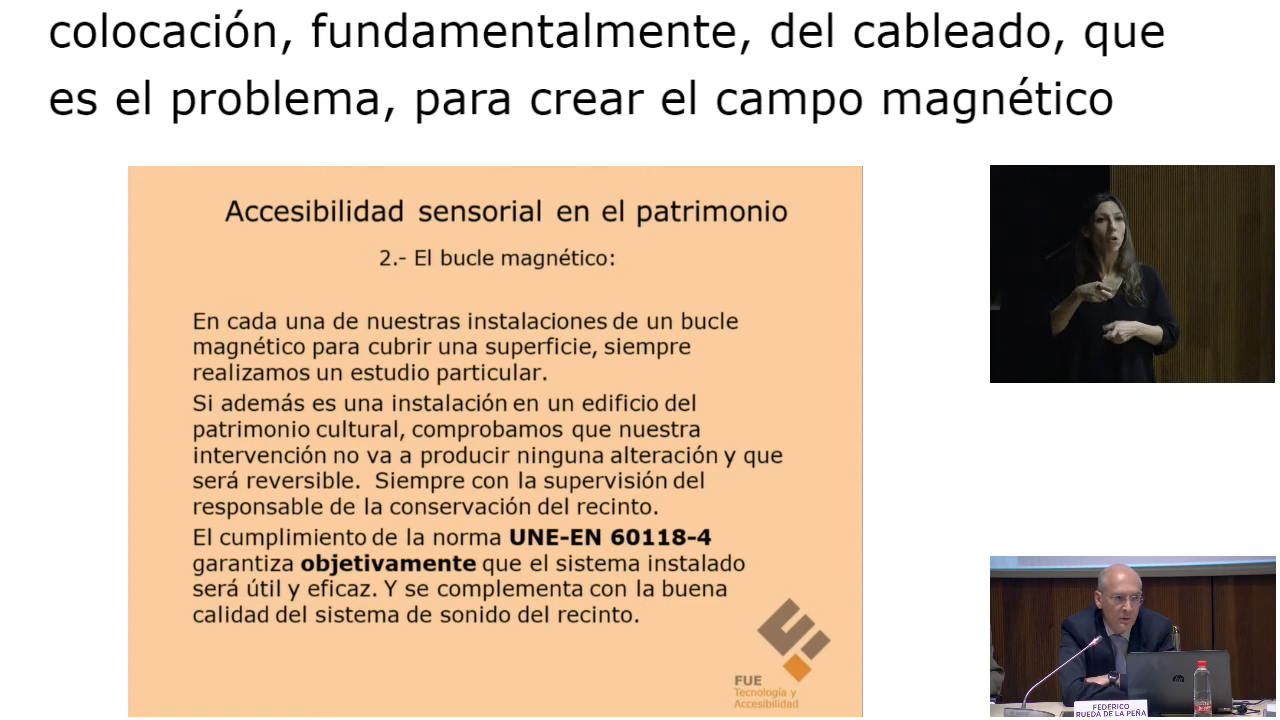 colocación, fundamentalmente, del cableado, que
es el problema, para crear el campo magnético
Accesibilidad sensorial en el patrimonio
2.- El bucle magnético:
En cada una de nuestras instalaciones de un bucle
magnético para cubrir una superficie, siempre
realizamos un estudio particular.
Si además es una instalación en un edificio del
patrimonio cultural, comprobamos que nuestra
intervención no va a producir ninguna alteración y que
será reversible. Siempre con la supervisión del
responsable de la conservación del recinto.
El cumplimiento de la norma UNE-EN 60118-4
garantiza objetivamente que el sistema instalado
será útil y eficaz. Y se complementa con la buena
calidad del sistema de sonido del recinto.
FUE
Tecnología y
Accesibilidad
FEDERICO
RUEDA DE LA PEÑA